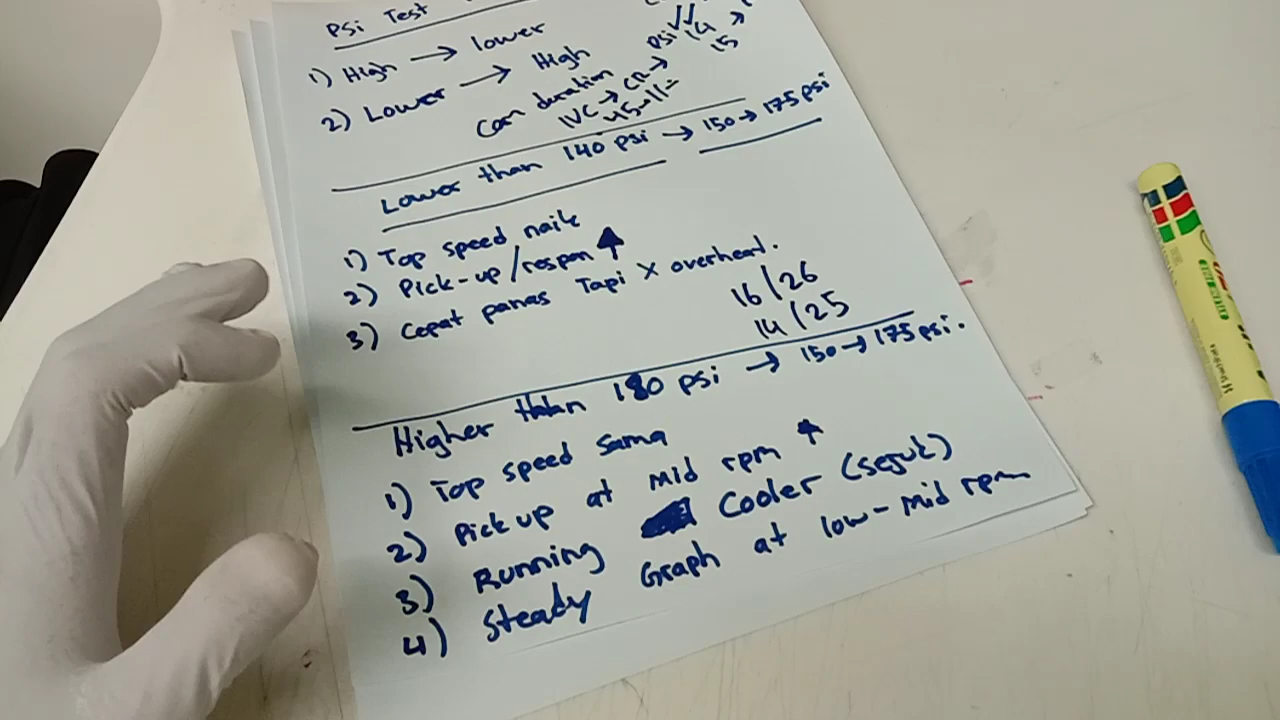 PSi Test
1) High → lower
2) Lower → High
Cam duration
IVC → CR → psi
14 →
15
Lower than 140 psi → 150 → 175 psi
1) Top speed naik
2) Pick-up/respon ↑
3) Cepat panas Tapi X overheat.
16/26
14/25
Higher than 180 psi → 150 → 175 psi.
1) Top speed sama
2) Pick up at mid rpm ↑
3) Running Cooler (sejuk)
4) Steady Graph at low-mid rpm